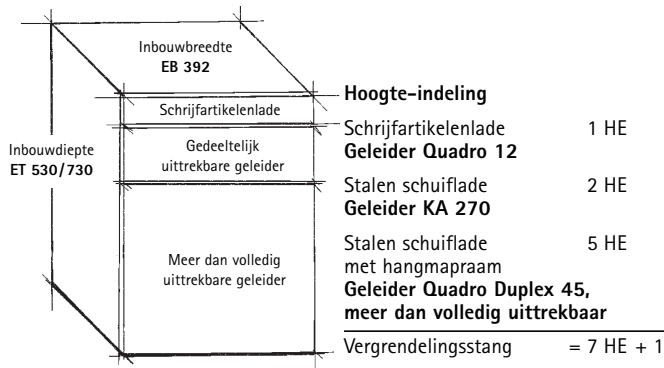 Inbouwbreedte
EB 392
Schrijfartikelenlade
Inbouwdiepte
ET 530/730
Gedeeltelijk
uittrekbare geleider
Meer dan volledig
uittrekbare geleider
Hoogte-indeling
Schrijfartikelenlade 1 HE
Geleider Quadro 12
Stalen schuiflade 2 HE
Geleider KA 270
Stalen schuiflade 5 HE
met hangmapraam
Geleider Quadro Duplex 45,
meer dan volledig uittrekbaar
Vergrendelingsstang = 7 HE + 1